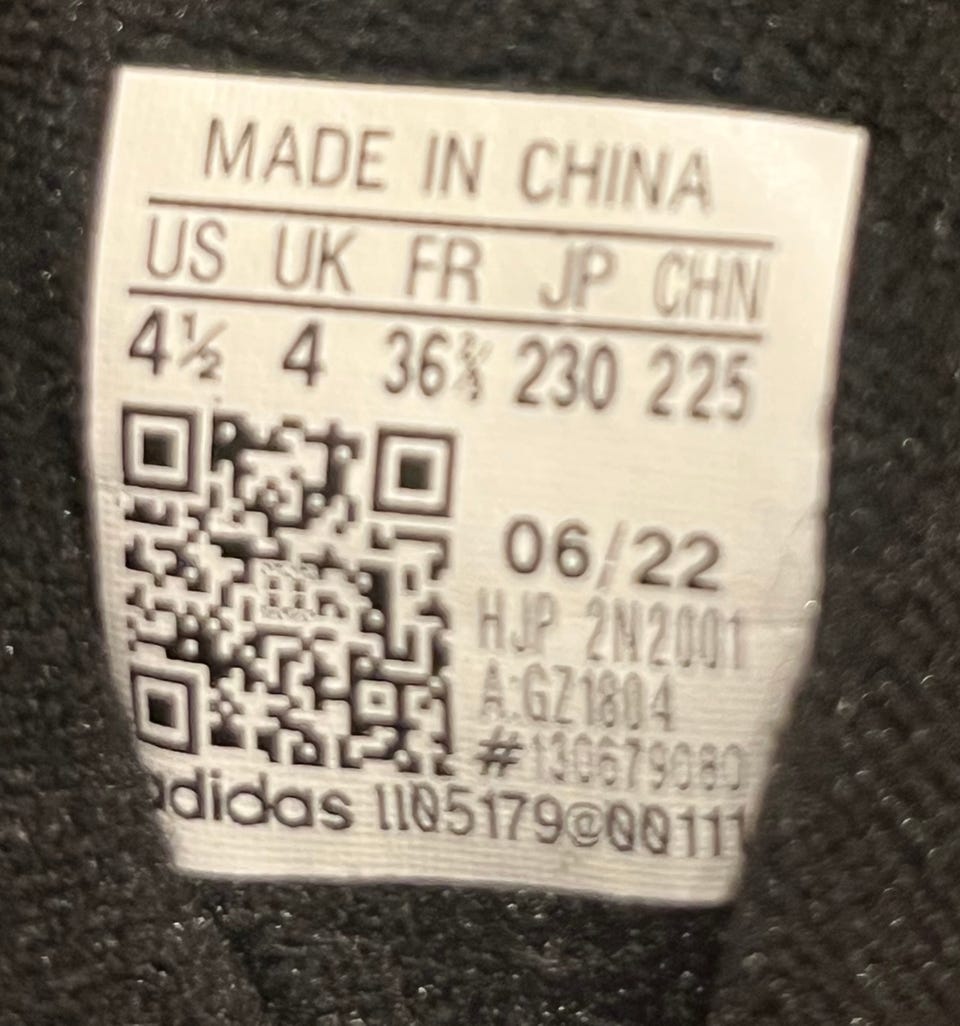 MADE IN CHINA
US UK FR JP CHN
4½ 4 36⅔ 230 225
06/22
HJP 2N2001
A:GZ1804
#130679080
adidas